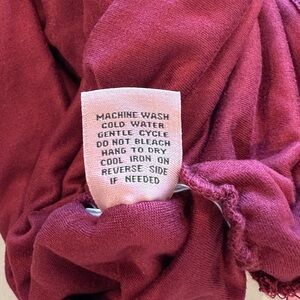 MACHINE WASH
COLD WATER
GENTLE CYCLE
DO NOT BLEACH
HANG TO DRY
COOL IRON ON
REVERSE SIDE
IF NEEDED